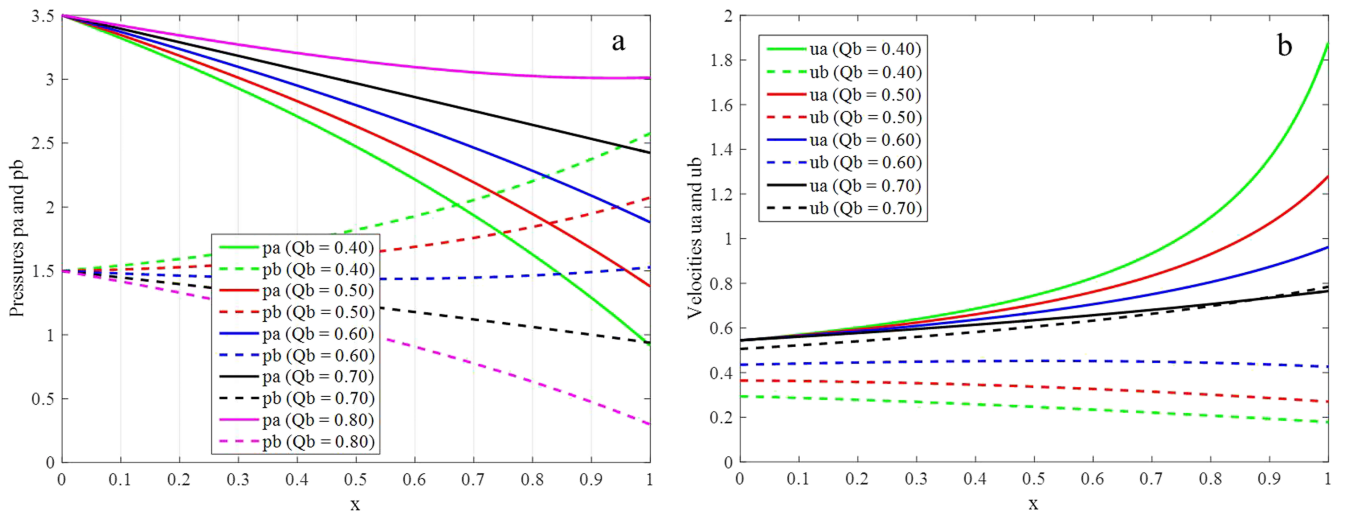 a
3.5
3
2.5
2
1.5
1
0.5
0
Pressures pa and pb
pa (Qb = 0.40)
pb (Qb = 0.40)
pa (Qb = 0.50)
pb (Qb = 0.50)
pa (Qb = 0.60)
pb (Qb = 0.60)
pa (Qb = 0.70)
pb (Qb = 0.70)
pa (Qb = 0.80)
pb (Qb = 0.80)
0 0.1 0.2 0.3 0.4 0.5 0.6 0.7 0.8 0.9 1
x
b
2
1.8
1.6
1.4
1.2
1
0.8
0.6
0.4
0.2
0
Velocities ua and ub
ua (Qb = 0.40)
ub (Qb = 0.40)
ua (Qb = 0.50)
ub (Qb = 0.50)
ua (Qb = 0.60)
ub (Qb = 0.60)
ua (Qb = 0.70)
ub (Qb = 0.70)
0 0.1 0.2 0.3 0.4 0.5 0.6 0.7 0.8 0.9 1
x